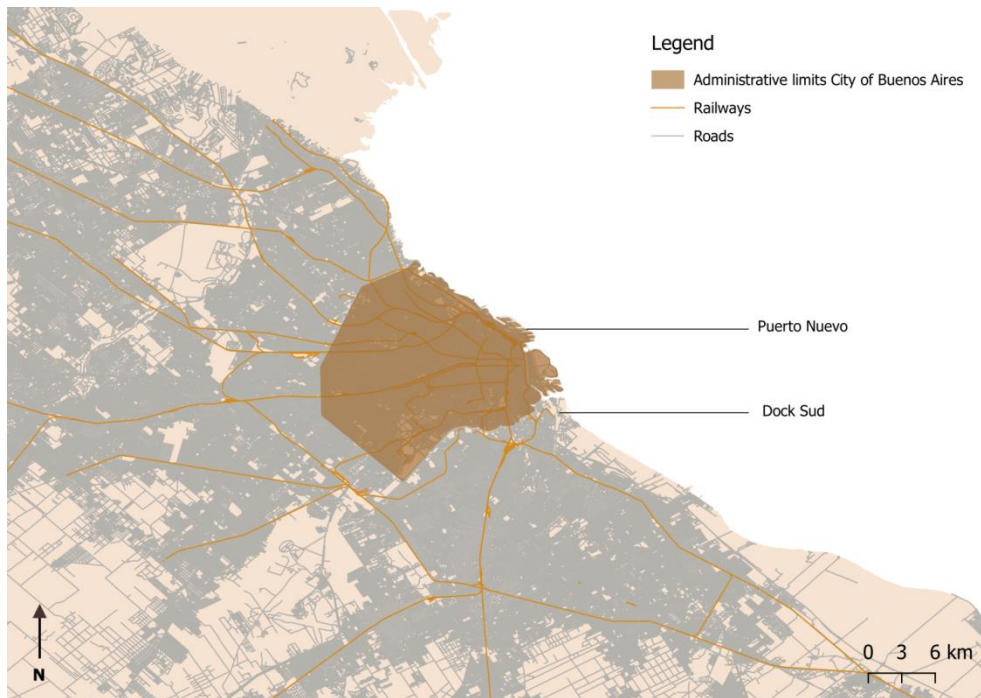 Legend
Administrative limits City of Buenos Aires
Railways
Roads
Puerto Nuevo
Dock Sud
N
0 3 6 km